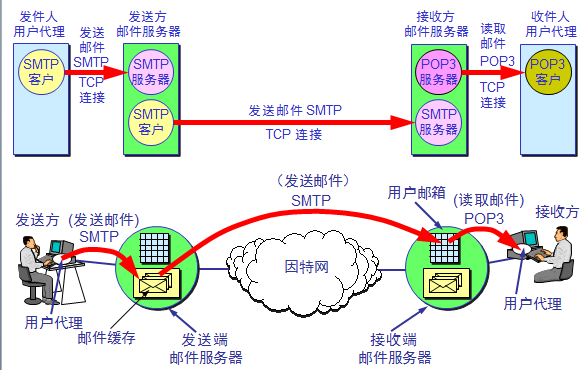 发件人
用户代理
发送
邮件
SMTP
TCP
连接
发送方
邮件服务器
接收方
邮件服务器
读取
邮件
POP3
TCP
连接
收件人
用户代理
SMTP
客户
SMTP
服务器
SMTP
客户
发送邮件 SMTP
TCP 连接
POP3
服务器
SMTP
服务器
POP3
客户
(发送邮件)
SMTP
发送方
(发送邮件)
SMTP
用户邮箱
(读取邮件)
POP3
接收方
因特网
用户代理
邮件缓存
发送端
邮件服务器
接收端
邮件服务器
用户代理